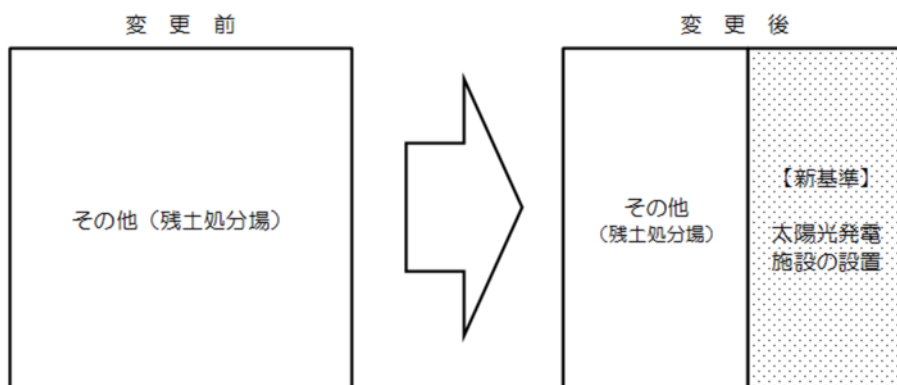 変 更 前
変 更 後
その他（残土処分場）
その他
（残土処分場）
【新基準】
太陽光発電
施設の設置